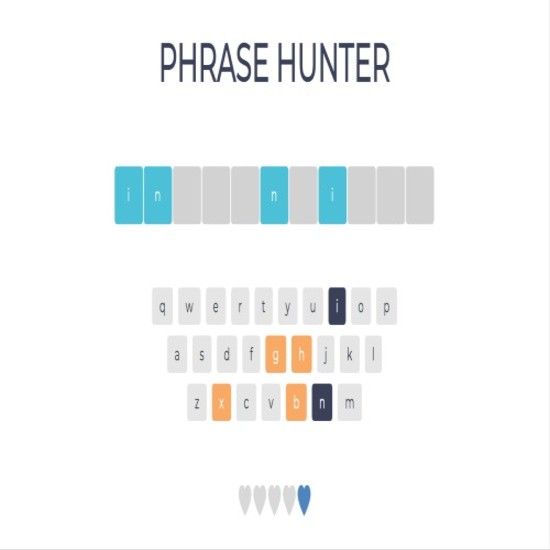 PHRASE HUNTER
i n n i
q w e r t y u i o p
a s d f g h j k l
z x c v b n m